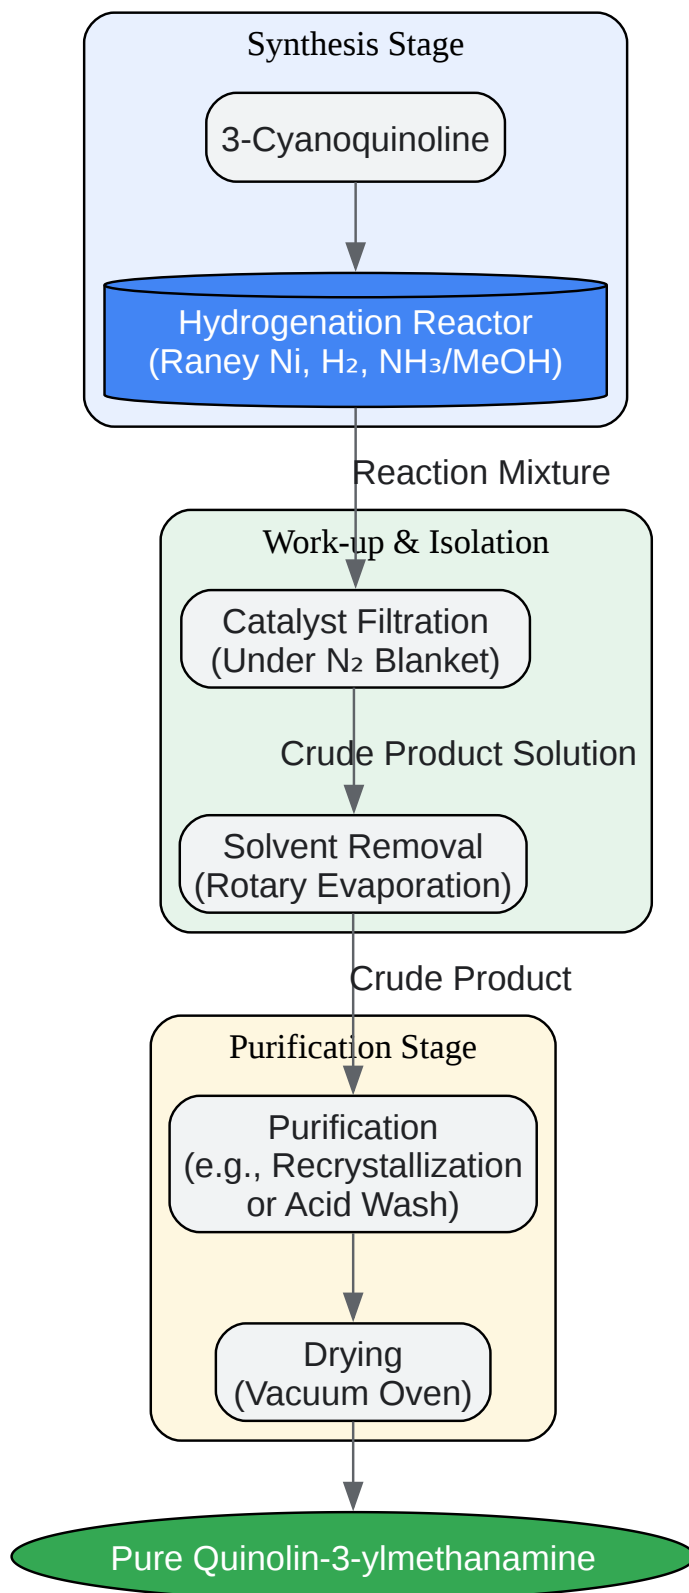 Synthesis Stage
3-Cyanoquinoline
Hydrogenation Reactor
(Raney Ni, H₂, NH₃/MeOH)
Reaction Mixture
Work-up & Isolation
Catalyst Filtration
(Under N₂ Blanket)
Crude Product Solution
Solvent Removal
(Rotary Evaporation)
Crude Product
Purification Stage
Purification
(e.g., Recrystallization
or Acid Wash)
Drying
(Vacuum Oven)
Pure Quinolin-3-ylmethanamine